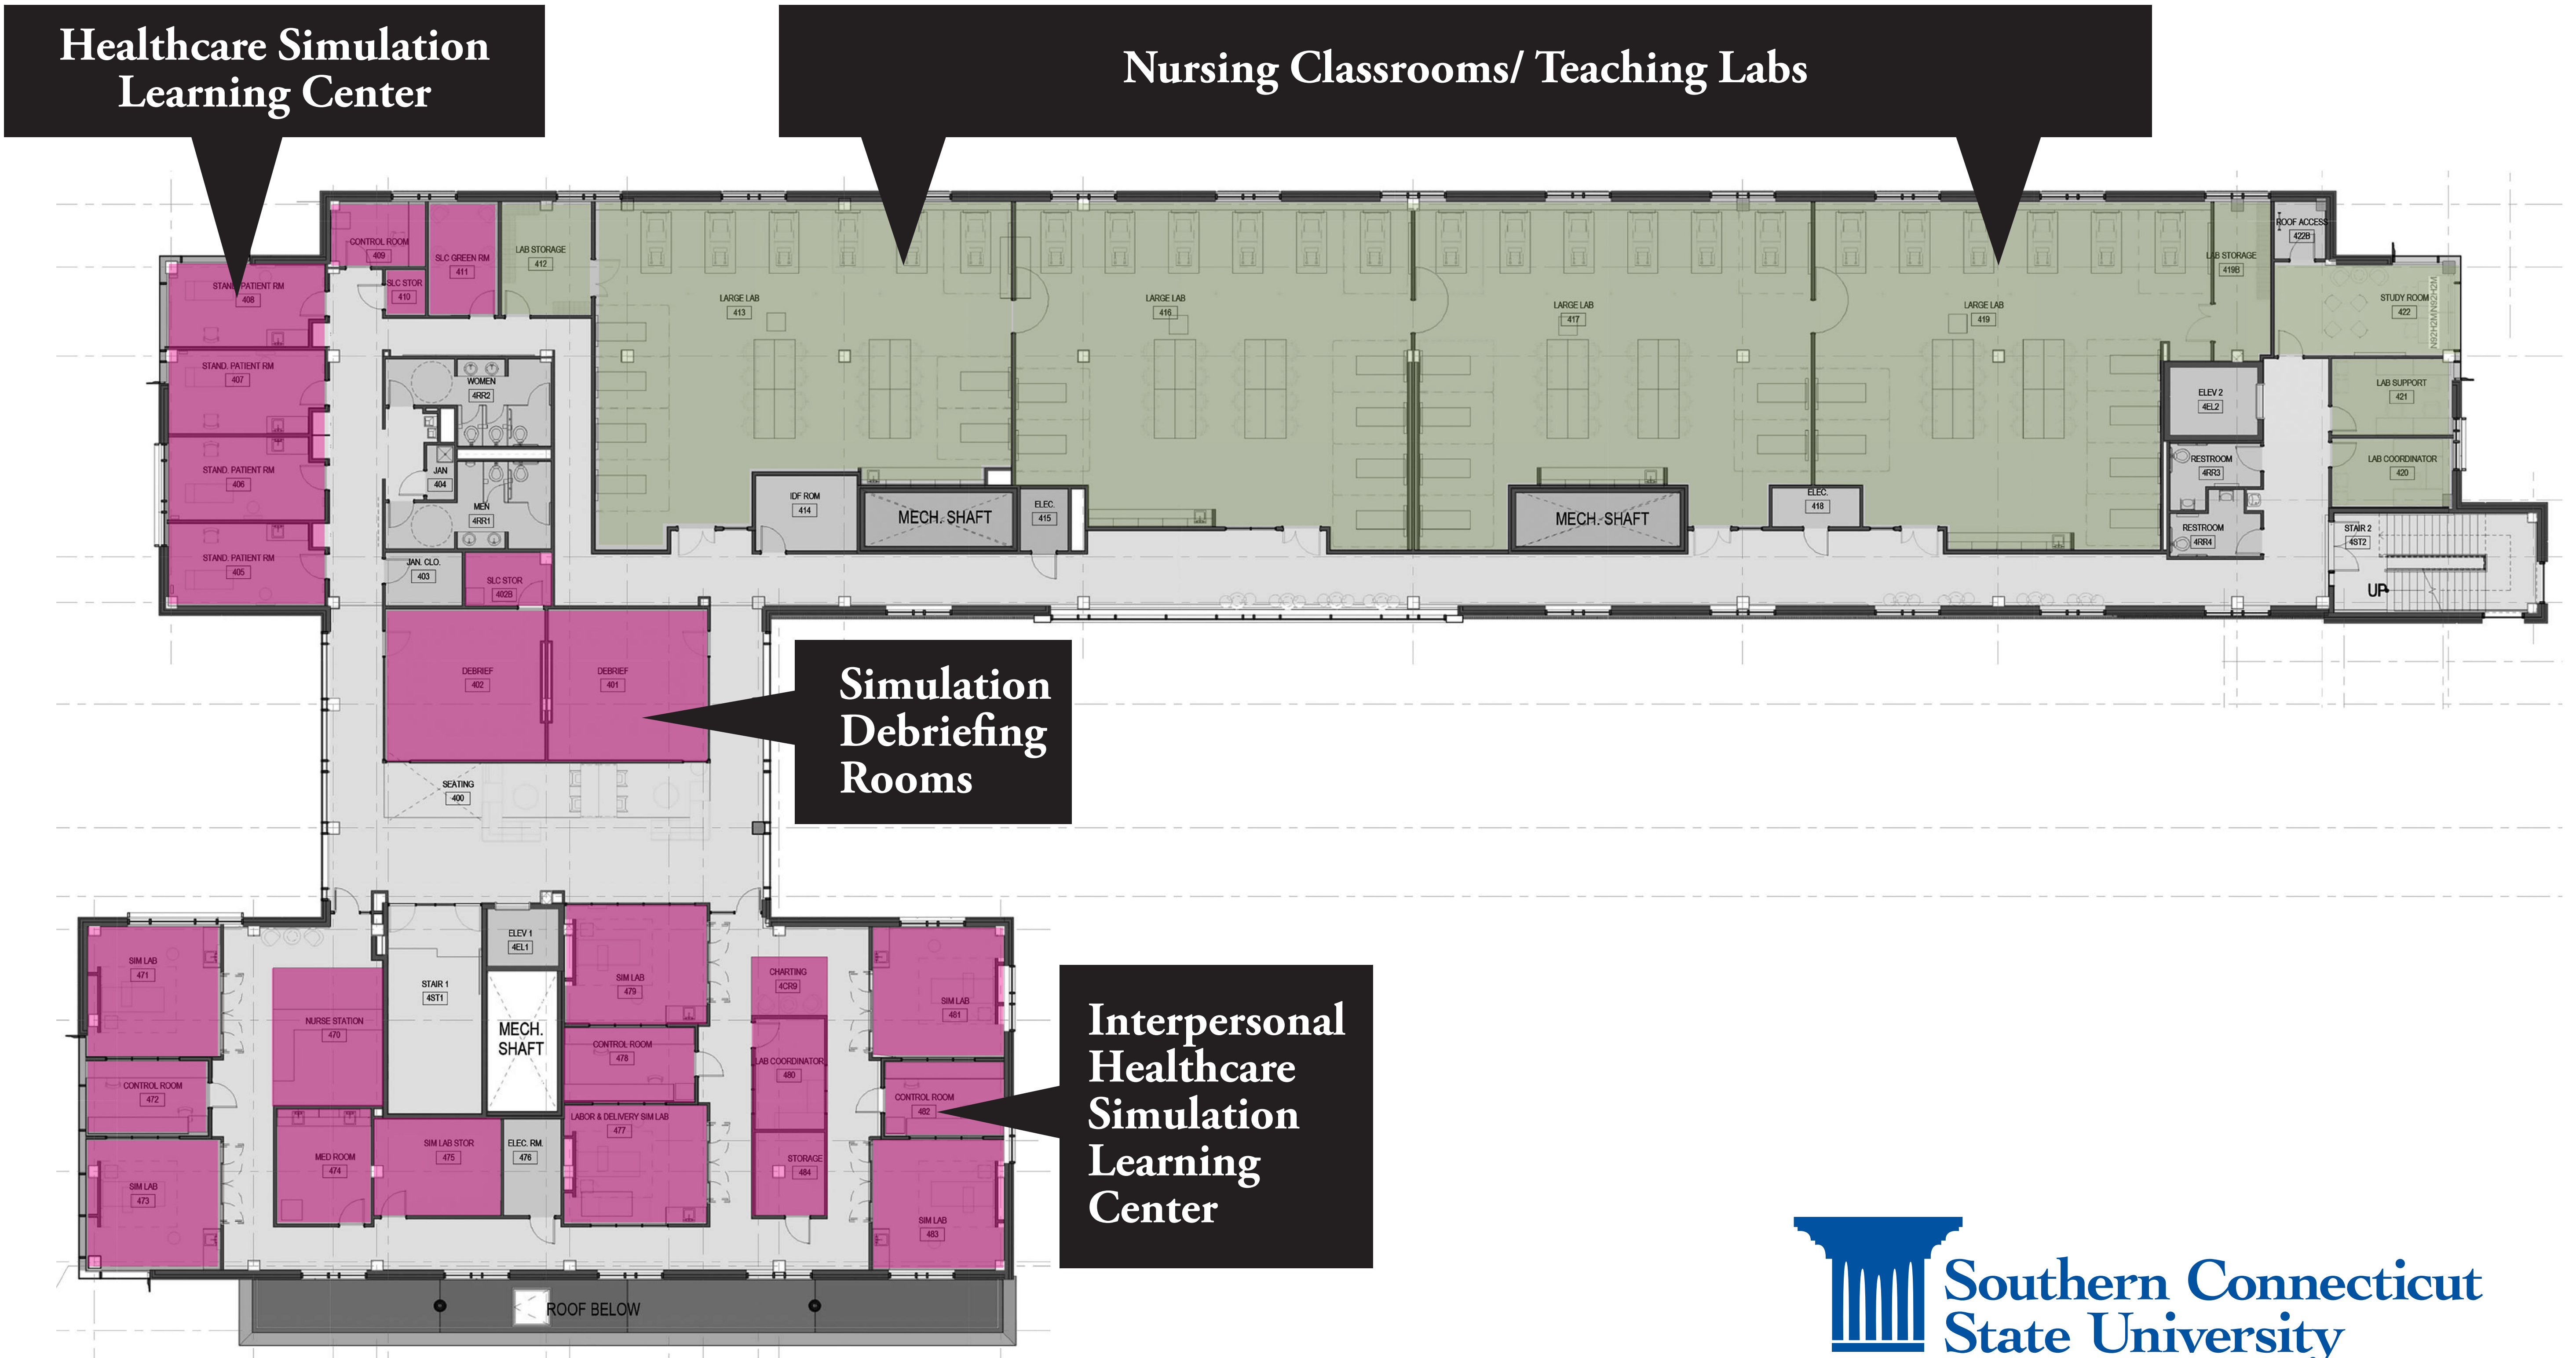 Healthcare Simulation
Learning Center
Nursing Classrooms/ Teaching Labs
CONTROL ROOM
409
SLC GREEN RM
411
LAB STORAGE
412
SLC STOR
410
STAND. PATIENT RM
408
STAND. PATIENT RM
407
STAND. PATIENT RM
406
STAND. PATIENT RM
405
WOMEN
4RR2
JAN
404
MEN
4RR1
JAN. CLO.
403
SLC STOR
402B
LARGE LAB
413
LARGE LAB
416
LARGE LAB
417
LARGE LAB
419
LAB STORAGE
419B
ROOF ACCESS
422B
STUDY ROOM
422
N92H2MN92H2M
LAB SUPPORT
421
LAB COORDINATOR
420
ELEV 2
4EL2
RESTROOM
4RR3
RESTROOM
4RR4
STAIR 2
4ST2
UP
IDF ROM
414
MECH. SHAFT
ELEC.
415
MECH. SHAFT
ELEC.
418
DEBRIEF
402
DEBRIEF
401
Simulation
Debriefing
Rooms
SEATING
400
SIM LAB
471
CONTROL ROOM
472
SIM LAB
473
NURSE STATION
470
MED ROOM
474
SIM LAB STOR
475
STAIR 1
4ST1
ELEV 1
4EL1
MECH.
SHAFT
ELEC. RM.
476
SIM LAB
479
CONTROL ROOM
478
LABOR & DELIVERY SIM LAB
477
CHARTING
4CR9
LAB COORDINATOR
480
STORAGE
484
SIM LAB
481
CONTROL ROOM
482
SIM LAB
483
Interpersonal
Healthcare
Simulation
Learning
Center
ROOF BELOW
Southern Connecticut
State University